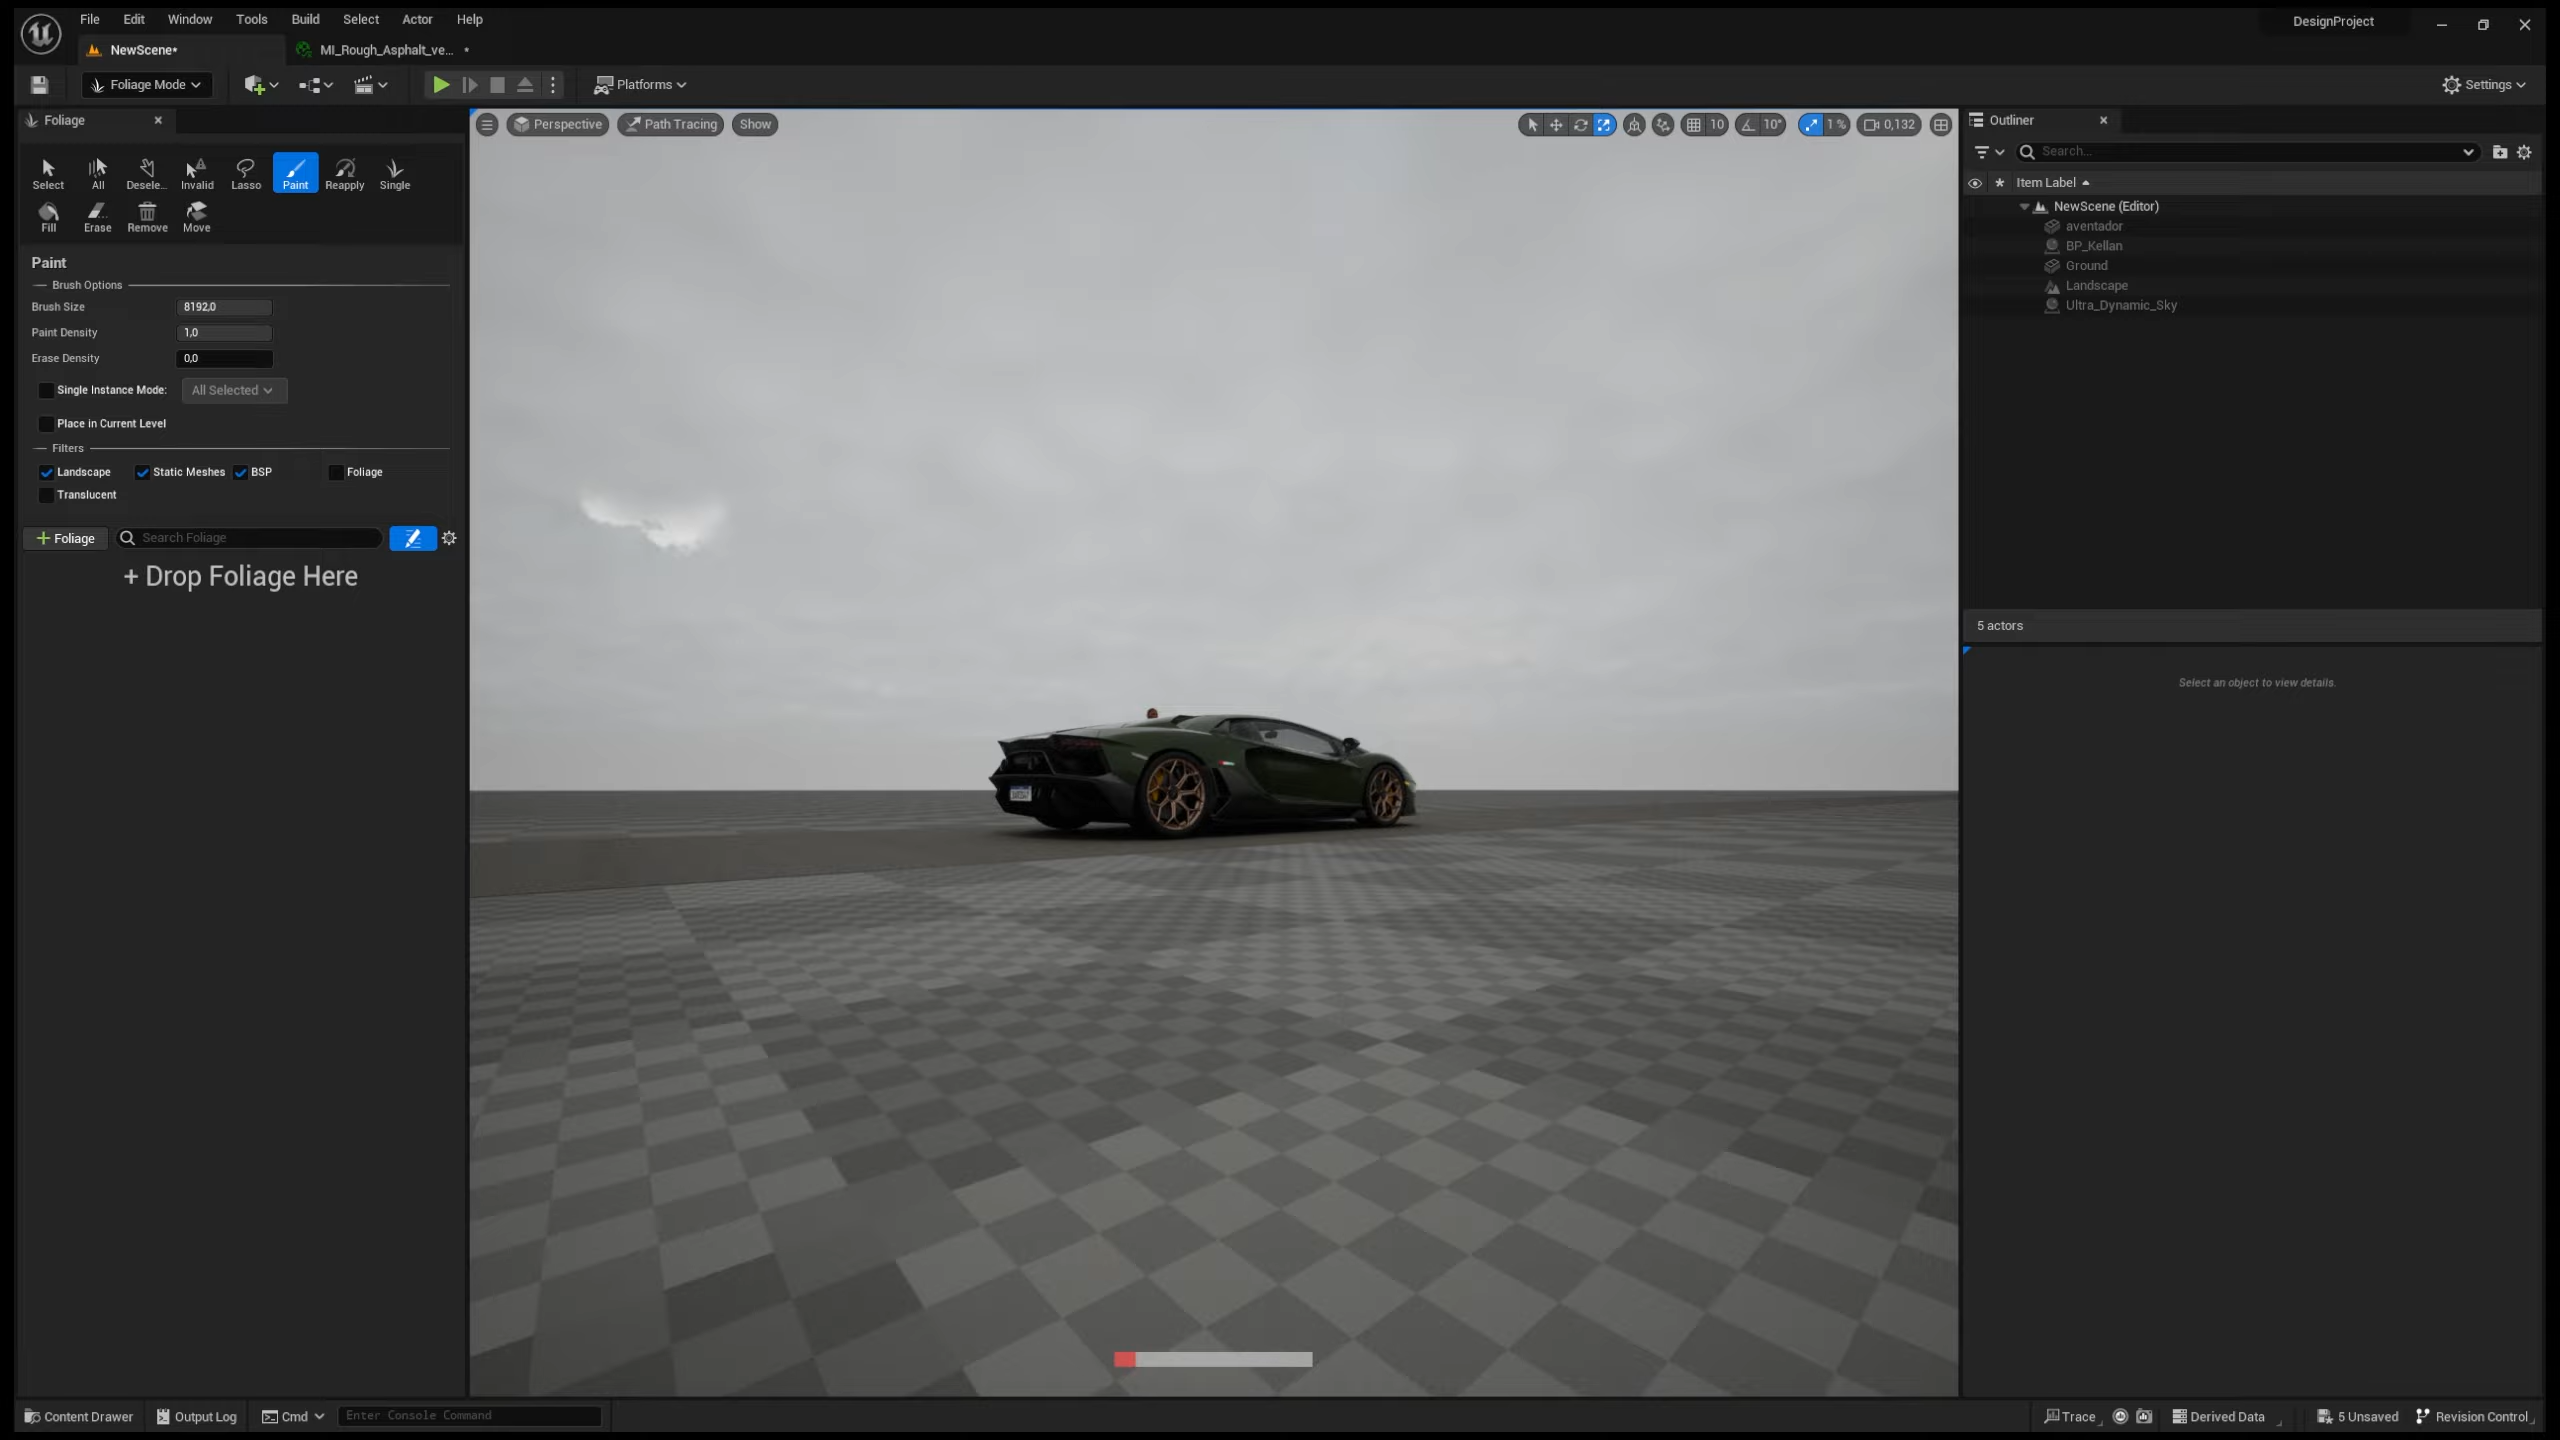 File Edit Window Tools Build Select Actor Help
DesignProject
NewScene*
MI_Rough_Asphalt_ve... *
Foliage Mode
Platforms
Settings
Foliage
Select All Desele... Invalid Lasso Paint Reapply Single
Fill Erase Remove Move
Paint
Brush Options
Brush Size 8192,0
Paint Density 1,0
Erase Density 0,0
Single Instance Mode: All Selected
Place in Current Level
Filters
Landscape Static Meshes BSP Foliage
Translucent
+ Foliage Search Foliage
+ Drop Foliage Here
Perspective Path Tracing Show
10 10° 1 % 0,132
Outliner
Search...
Item Label
NewScene (Editor)
aventador
BP_Kellan
Ground
Landscape
Ultra_Dynamic_Sky
5 actors
Select an object to view details.
Content Drawer Output Log Cmd Enter Console Command
Trace Derived Data 5 Unsaved Revision Control